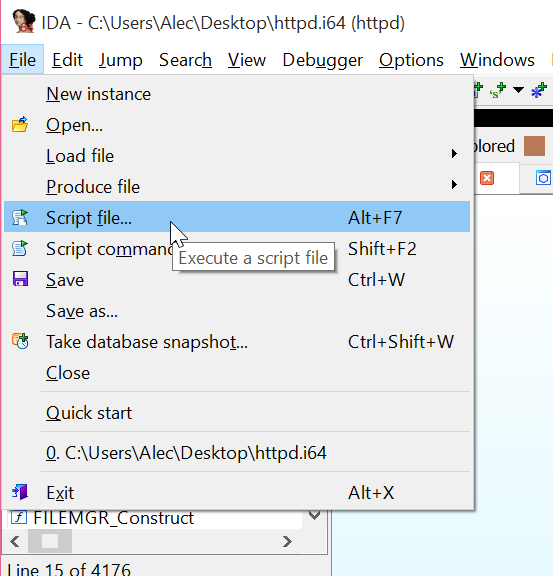 IDA - C:\Users\Alec\Desktop\httpd.i64 (httpd)
File Edit Jump Search View Debugger Options Windows
New instance
Open...
Load file
Produce file
Script file... Alt+F7
Script comman Shift+F2
Execute a script file
Save Ctrl+W
Save as...
Take database snapshot... Ctrl+Shift+W
Close
Quick start
0. C:\Users\Alec\Desktop\httpd.i64
Exit Alt+X
plored
FILEMGR_Construct
Line 15 of 4176